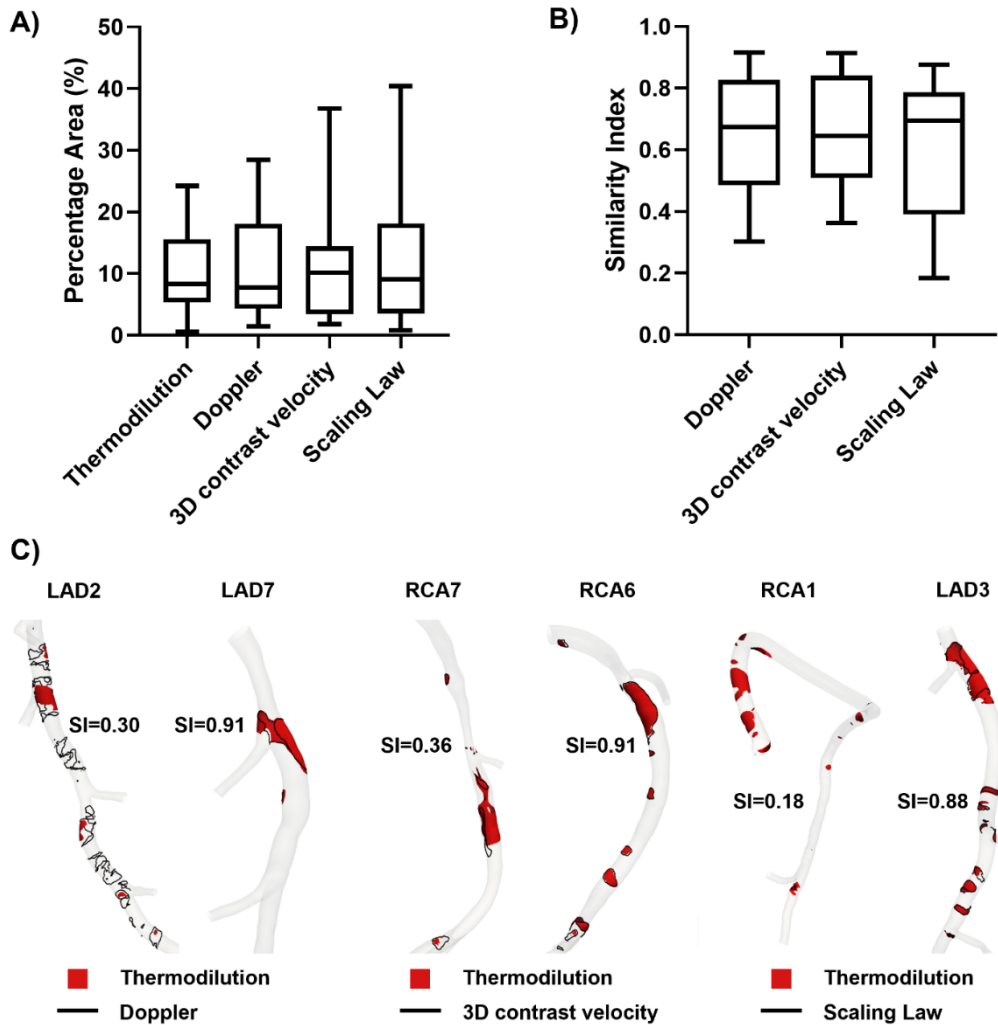 A)
Percentage Area (%)
50
40
30
20
10
0
Thermodilution
Doppler
3D contrast velocity
Scaling Law
B)
Similarity Index
1.0
0.8
0.6
0.4
0.2
0.0
Doppler
3D contrast velocity
Scaling Law
C)
LAD2 LAD7 RCA7 RCA6 RCA1 LAD3
SI=0.30 SI=0.91 SI=0.36 SI=0.91 SI=0.18 SI=0.88
Thermodilution Thermodilution Thermodilution
Doppler 3D contrast velocity Scaling Law